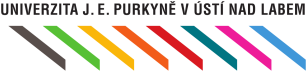 UNIVERZITA J. E. PURKYNĚ V ÚSTÍ NAD LABEM